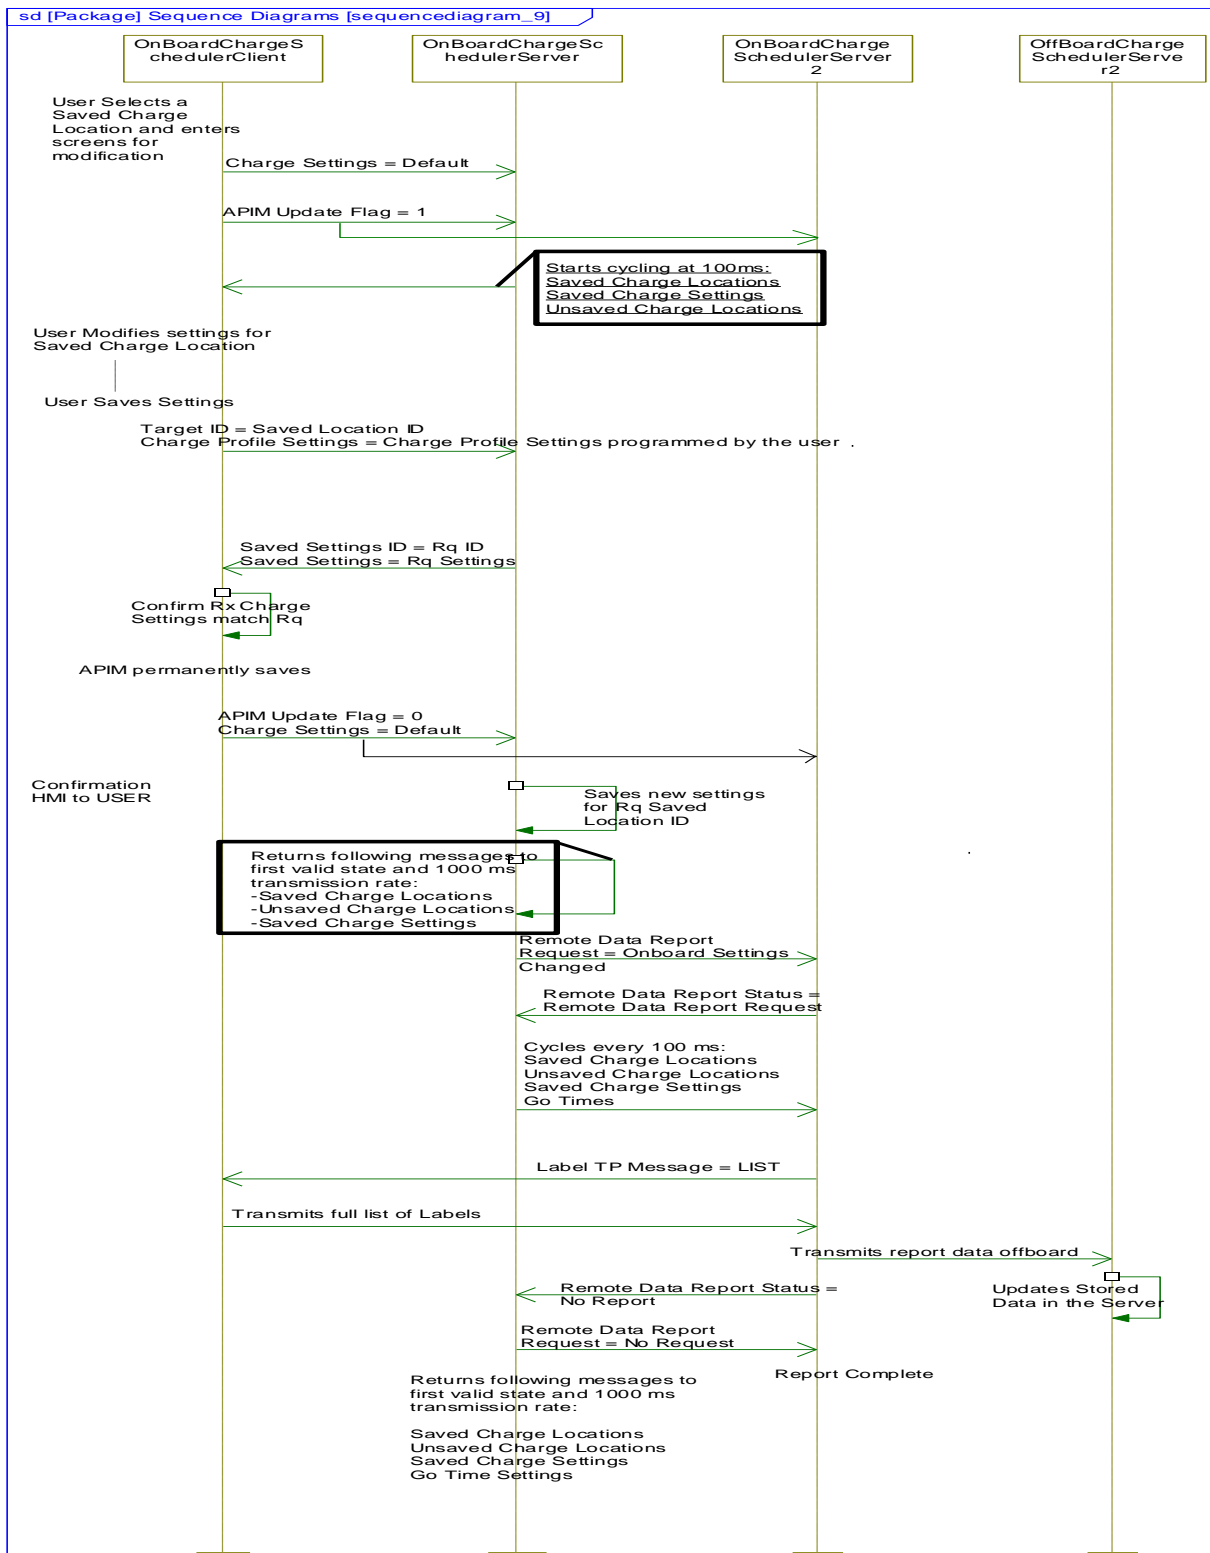 sd [Package] Sequence Diagrams [sequencediagram_9]
OnBoardChargeS
chedulerClient
OnBoardChargeSc
hedulerServer
OnBoardCharge
SchedulerServer
2
OffBoardCharge
SchedulerServe
r2
User Selects a
Saved Charge
Location and enters
screens for
modification
Charge Settings = Default
APIM Update Flag = 1
Starts cycling at 100ms:
Saved Charge Locations
Saved Charge Settings
Unsaved Charge Locations
User Modifies settings for
Saved Charge Location
User Saves Settings
Target ID = Saved Location ID
Charge Profile Settings = Charge Profile Settings programmed by the user .
Saved Settings ID = Rq ID
Saved Settings = Rq Settings
Confirm Rx Charge
Settings match Rq
APIM permanently saves
APIM Update Flag = 0
Charge Settings = Default
Confirmation
HMI to USER
Saves new settings
for Rq Saved
Location ID
Returns following messages to
first valid state and 1000 ms
transmission rate:
-Saved Charge Locations
-Unsaved Charge Locations
-Saved Charge Settings
.
Remote Data Report
Request = Onboard Settings
Changed
Remote Data Report Status =
Remote Data Report Request
Cycles every 100 ms:
Saved Charge Locations
Unsaved Charge Locations
Saved Charge Settings
Go Times
Label TP Message = LIST
Transmits full list of Labels
Transmits report data offboard
Updates Stored
Data in the Server
Remote Data Report Status =
No Report
Remote Data Report
Request = No Request
Report Complete
Returns following messages to
first valid state and 1000 ms
transmission rate:
Saved Charge Locations
Unsaved Charge Locations
Saved Charge Settings
Go Time Settings